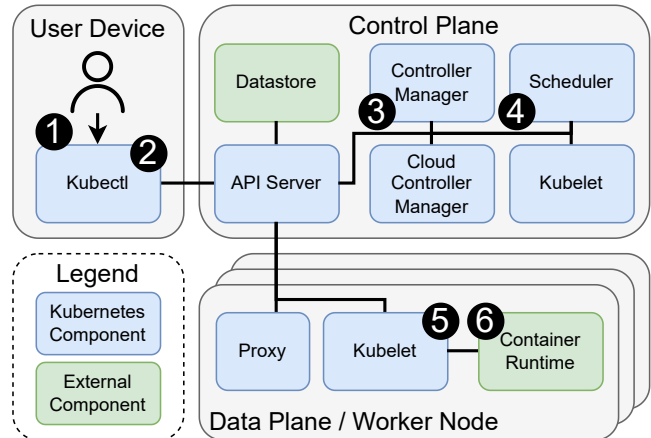 User Device
Control Plane
Datastore
Controller
Manager
Scheduler
1
2
3
4
Kubectl
API Server
Cloud
Controller
Manager
Kubelet
Legend
Kubernetes
Component
External
Component
Proxy
Kubelet
5
6
Container
Runtime
Data Plane / Worker Node